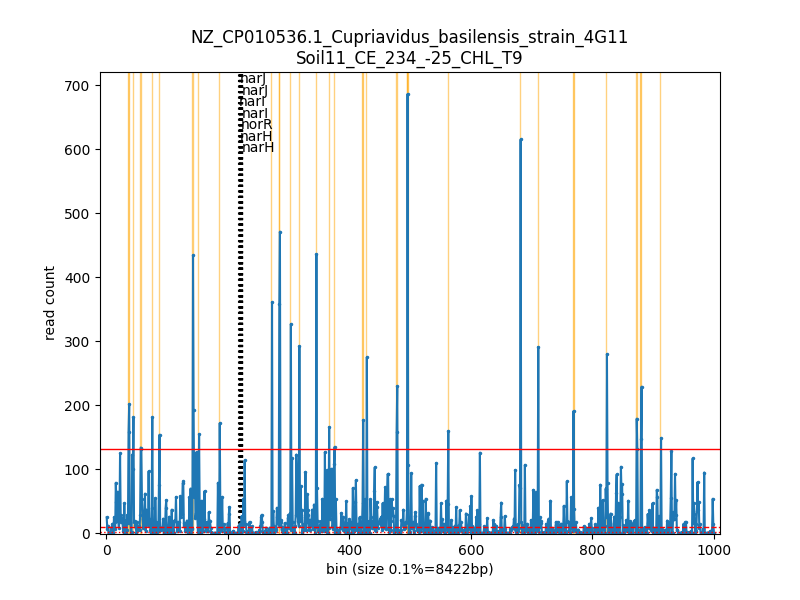 NZ_CP010536.1_Cupriavidus_basilensis_strain_4G11
Soil11_CE_234_-25_CHL_T9
narJ
narJ
narI
narI
norR
narH
narH
read count
700
600
500
400
300
200
100
0
0
200
400
600
800
1000
bin (size 0.1%=8422bp)